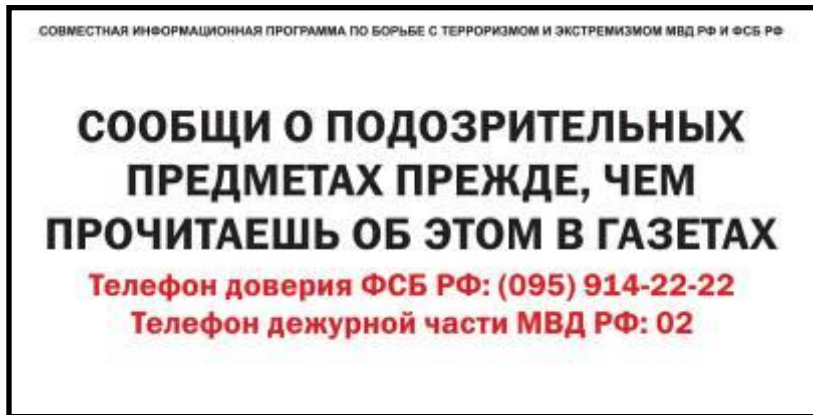 СОВМЕСТНАЯ ИНФОРМАЦИОННАЯ ПРОГРАММА ПО БОРЬБЕ С ТЕРРОРИЗМОМ И ЭКСТРЕМИЗМОМ МВД РФ И ФСБ РФ
СООБЩИ О ПОДОЗРИТЕЛЬНЫХ
ПРЕДМЕТАХ ПРЕЖДЕ, ЧЕМ
ПРОЧИТАЕШЬ ОБ ЭТОМ В ГАЗЕТАХ
Телефон доверия ФСБ РФ: (095) 914-22-22
Телефон дежурной части МВД РФ: 02